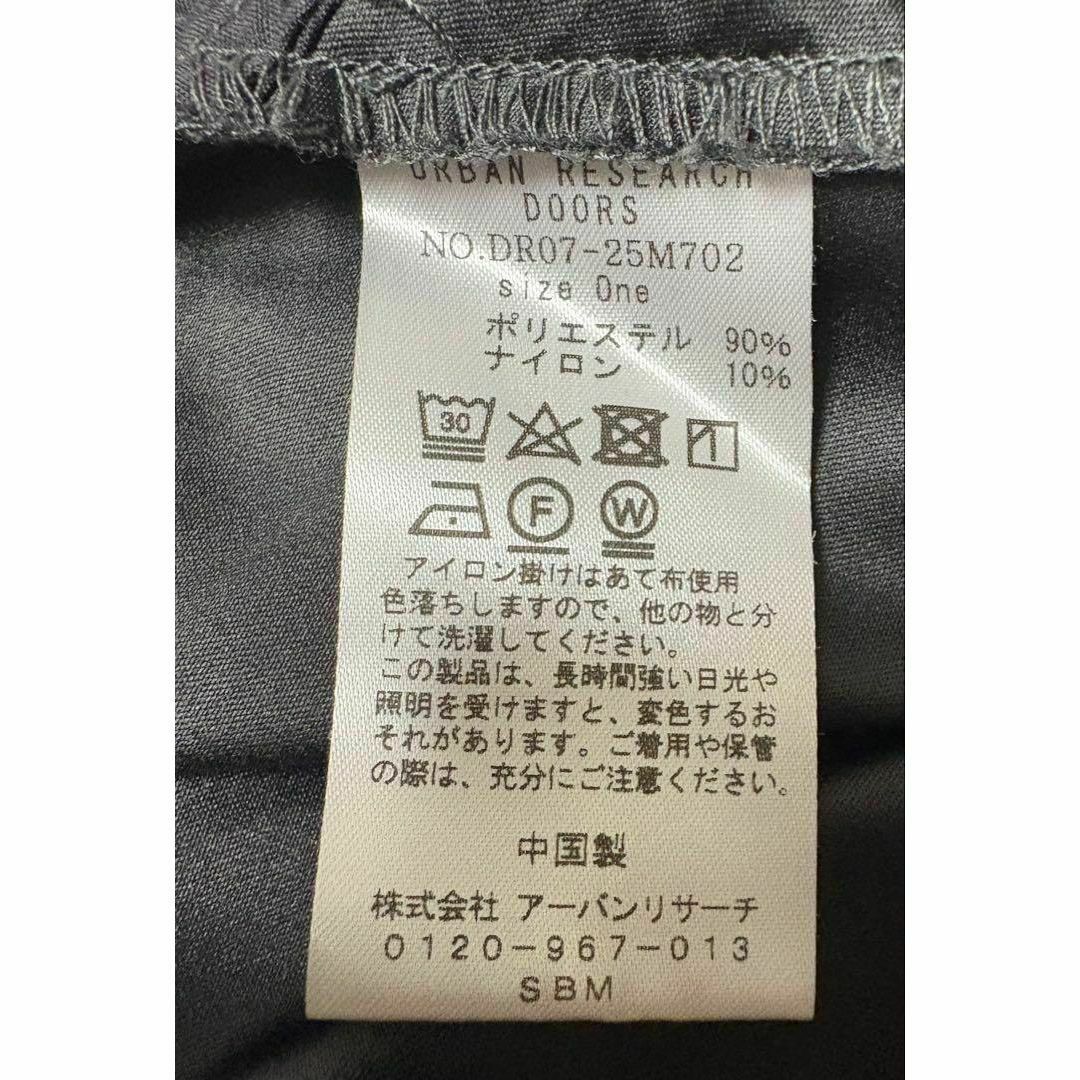 URBAN RESEARCH
DOORS
NO.DR07-25M702
size One
ポリエステル 90%
ナイロン 10%
30
F W
アイロン掛けはあて布使用
色落ちしますので、他の物と分
けて洗濯してください。
この製品は、長時間強い日光や
照明を受けますと、変色するお
それがあります。ご着用や保管
の際は、充分にご注意ください。
中国製
株式会社 アーバンリサーチ
0120-967-013
SBM